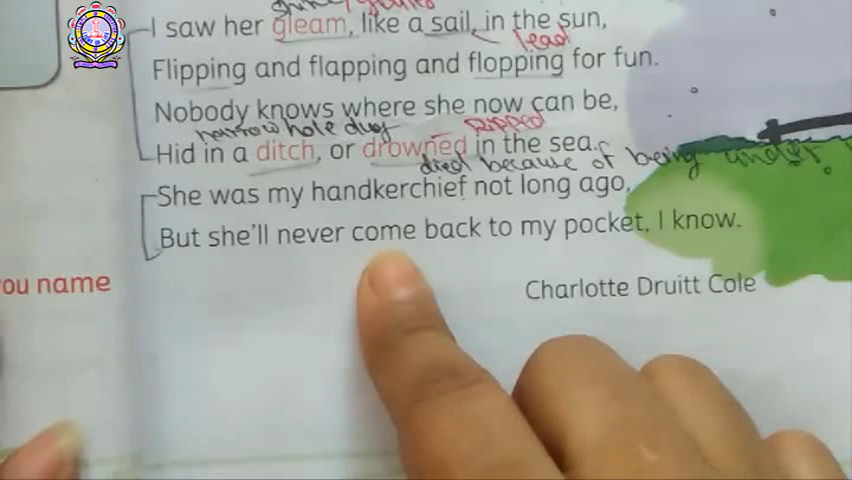 I saw her gleam, like a sail, in the sun,
lead
Flipping and flapping and flopping for fun.
Nobody knows where she now can be,
narrow hole dug
Hid in a ditch, or drowned in the sea.
died because of being under
She was my handkerchief not long ago,
But she'll never come back to my pocket, I know.
ou name
Charlotte Druitt Cole